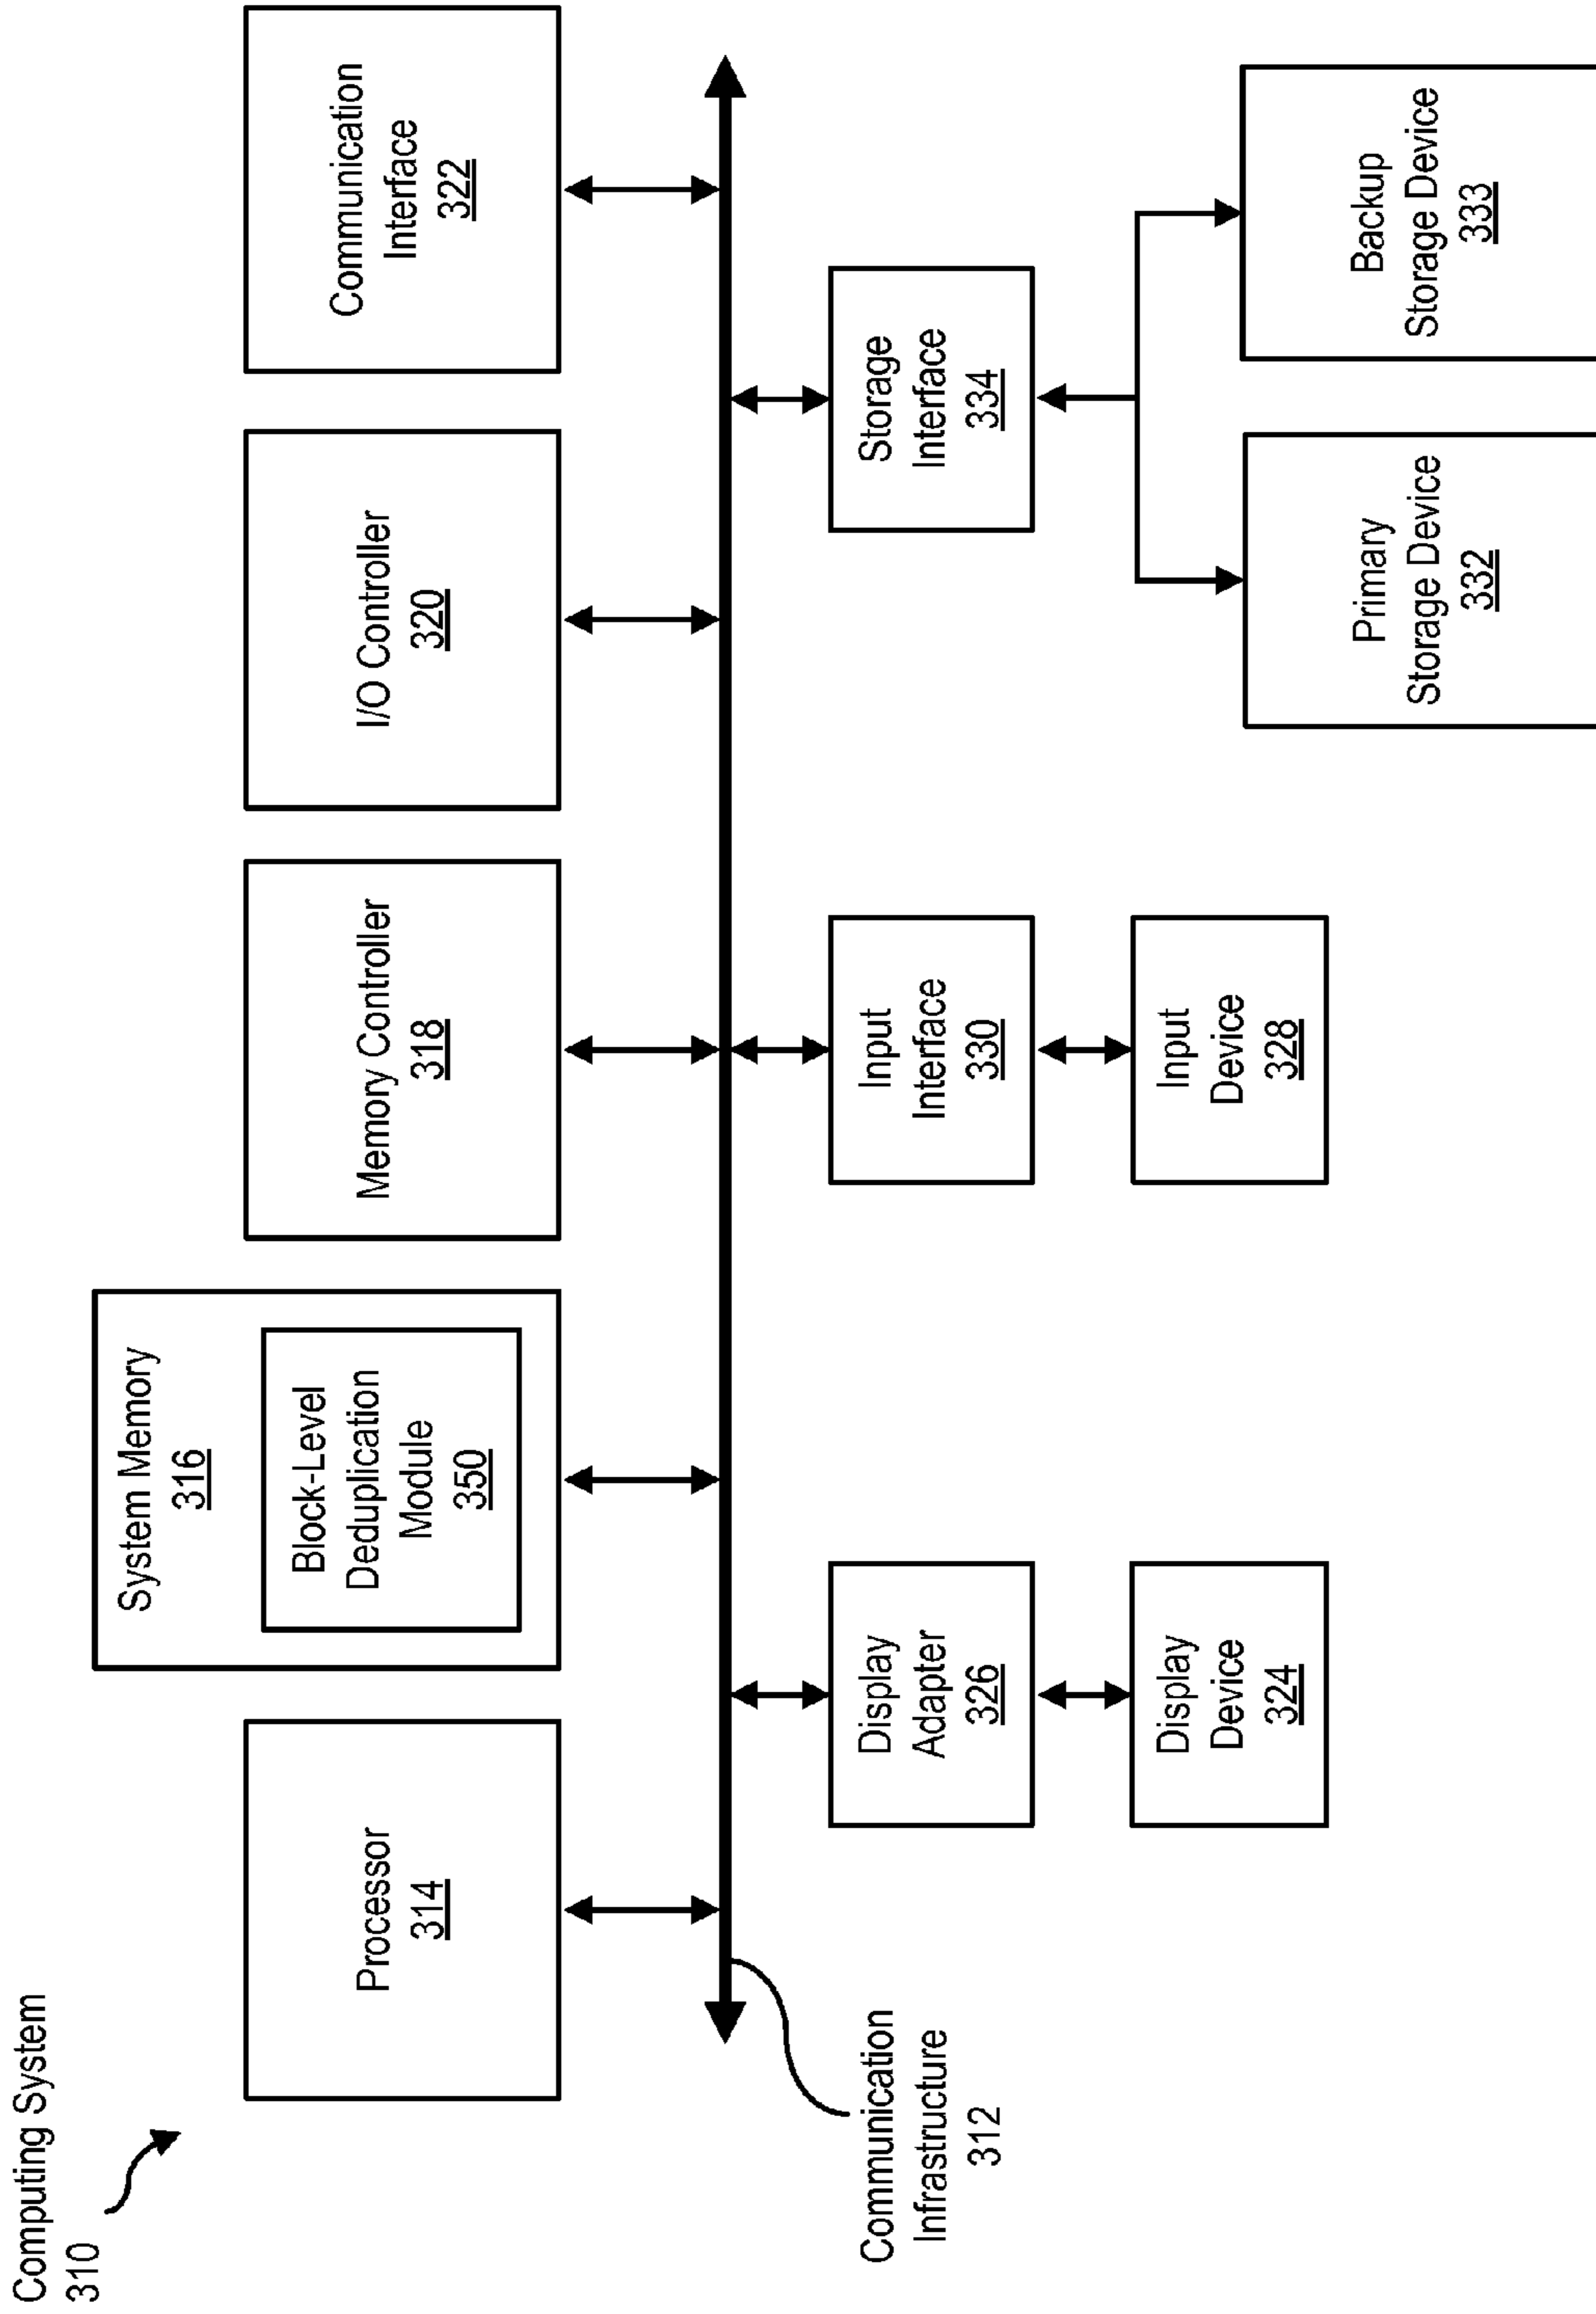 Computing System
310
Processor
314
System Memory
316
Block-Level
Deduplication
Module
350
Memory Controller
318
I/O Controller
320
Communication
Interface
322
Communication
Infrastructure
312
Display
Adapter
326
Input
Interface
330
Storage
Interface
334
Display
Device
324
Input
Device
328
Primary
Storage Device
332
Backup
Storage Device
333